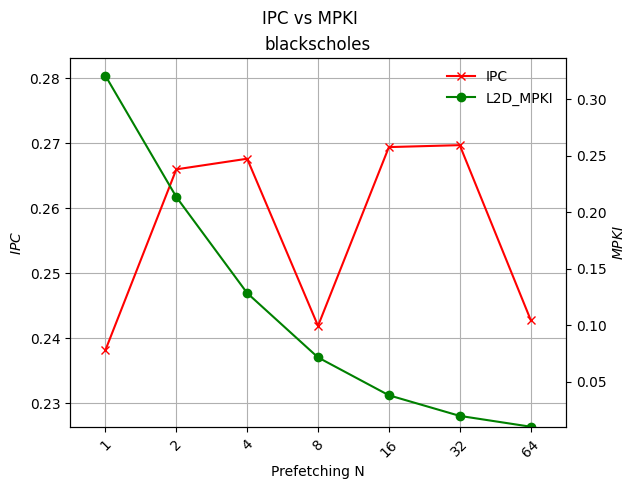 IPC vs MPKI
blackscholes
IPC
L2D_MPKI
0.28
0.27
0.26
0.25
0.24
0.23
IPC
0.30
0.25
0.20
0.15
0.10
0.05
MPKI
1
2
4
8
16
32
64
Prefetching N